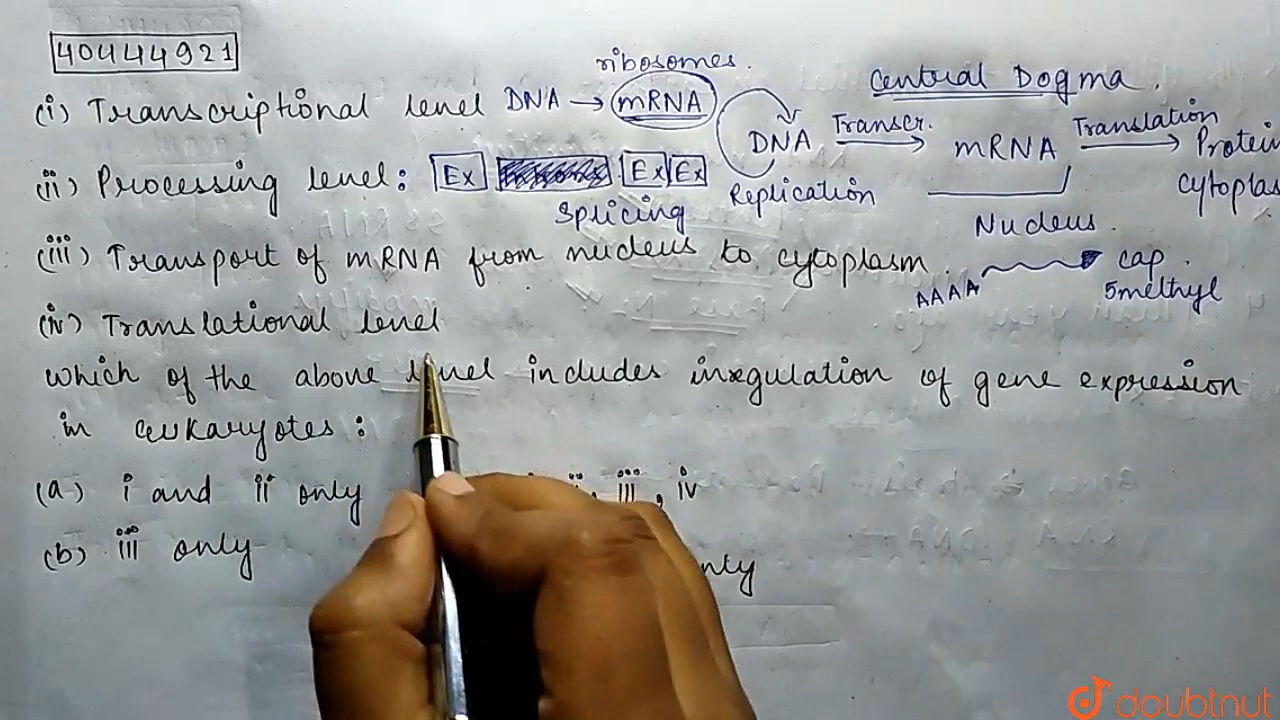 40444921
ribosomes.
Central Dogma.
(i) Transcriptional level DNA → mRNA
DNA Transcr. → mRNA Translation → Protein
(ii) Processing level: Ex Ex Ex
Splicing
Replication
Nucleus.
Cytoplas
(iii) Transport of mRNA from nucleus to cytoplasm.
AAAA cap.
5methyl
(iv) Translational level
which of the above level includes inregulation of gene expression
in eukaryotes:
(a) i and ii only
ii, iii, iv
(b) iii only
nly
doubtnut